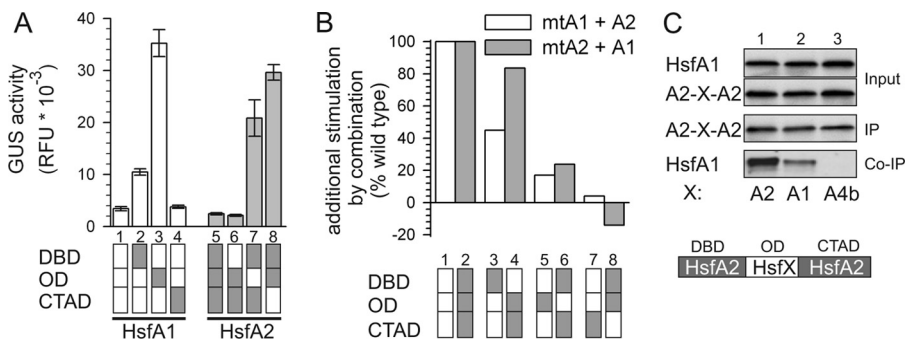 A
GUS activity
(RFU * 10⁻³)
40
30
20
10
0
1 2 3 4 5 6 7 8
DBD
OD
CTAD
HsfA1 HsfA2
B
mtA1 + A2
mtA2 + A1
additional stimulation
by combination
(% wild type)
100
80
60
40
20
0
-20
1 2 3 4 5 6 7 8
DBD
OD
CTAD
C
1 2 3
HsfA1
A2-X-A2
Input
A2-X-A2 IP
HsfA1 Co-IP
X: A2 A1 A4b
DBD OD CTAD
HsfA2 HsfX HsfA2